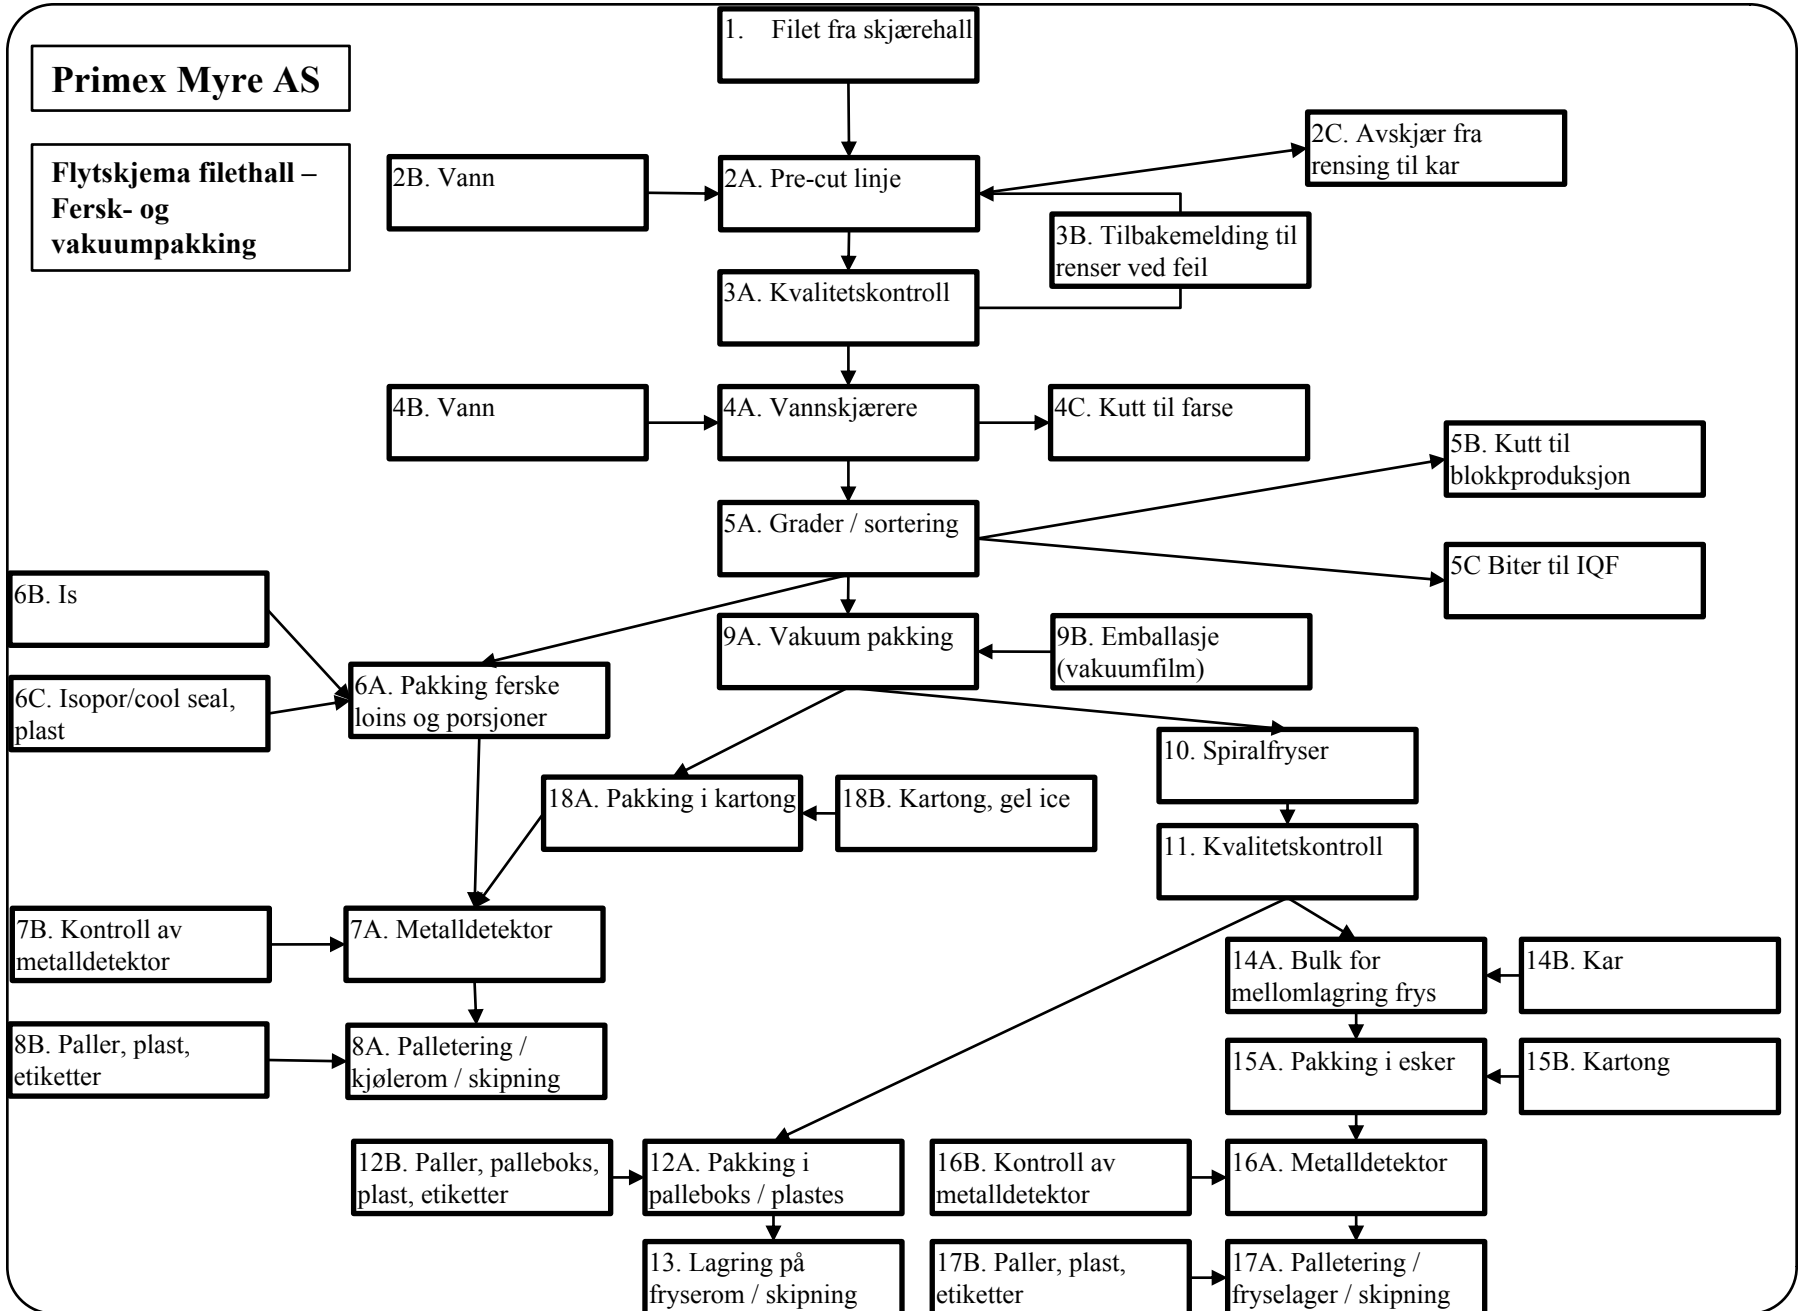 1. Filet fra skjærehall
Primex Myre AS
Flytskjema filethall –
Fersk- og
vakuumpakking
2C. Avskjær fra
rensing til kar
2B. Vann
2A. Pre-cut linje
3B. Tilbakemelding til
renser ved feil
3A. Kvalitetskontroll
4B. Vann
4A. Vannskjærere
4C. Kutt til farse
5B. Kutt til
blokkproduksjon
5A. Grader / sortering
5C Biter til IQF
6B. Is
9A. Vakuum pakking
9B. Emballasje
(vakuumfilm)
6C. Isopor/cool seal,
plast
6A. Pakking ferske
loins og porsjoner
10. Spiralfryser
18A. Pakking i kartong
18B. Kartong, gel ice
11. Kvalitetskontroll
7B. Kontroll av
metalldetektor
7A. Metalldetektor
14A. Bulk for
mellomlagring frys
14B. Kar
8B. Paller, plast,
etiketter
8A. Palletering /
kjølerom / skipning
15A. Pakking i esker
15B. Kartong
12B. Paller, palleboks,
plast, etiketter
12A. Pakking i
palleboks / plastes
16B. Kontroll av
metalldetektor
16A. Metalldetektor
13. Lagring på
fryserom / skipning
17B. Paller, plast,
etiketter
17A. Palletering /
fryselager / skipning